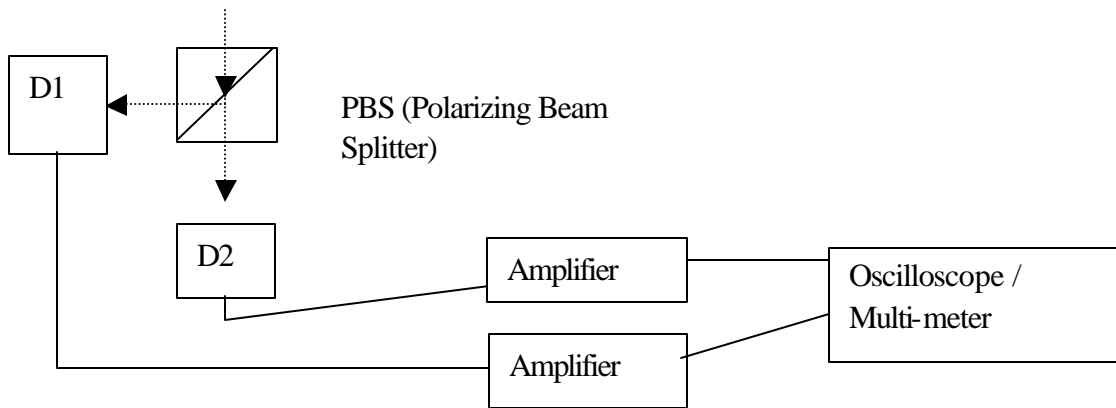 D1
PBS (Polarizing Beam
Splitter)
D2
Amplifier
Oscilloscope /
Multi-meter
Amplifier